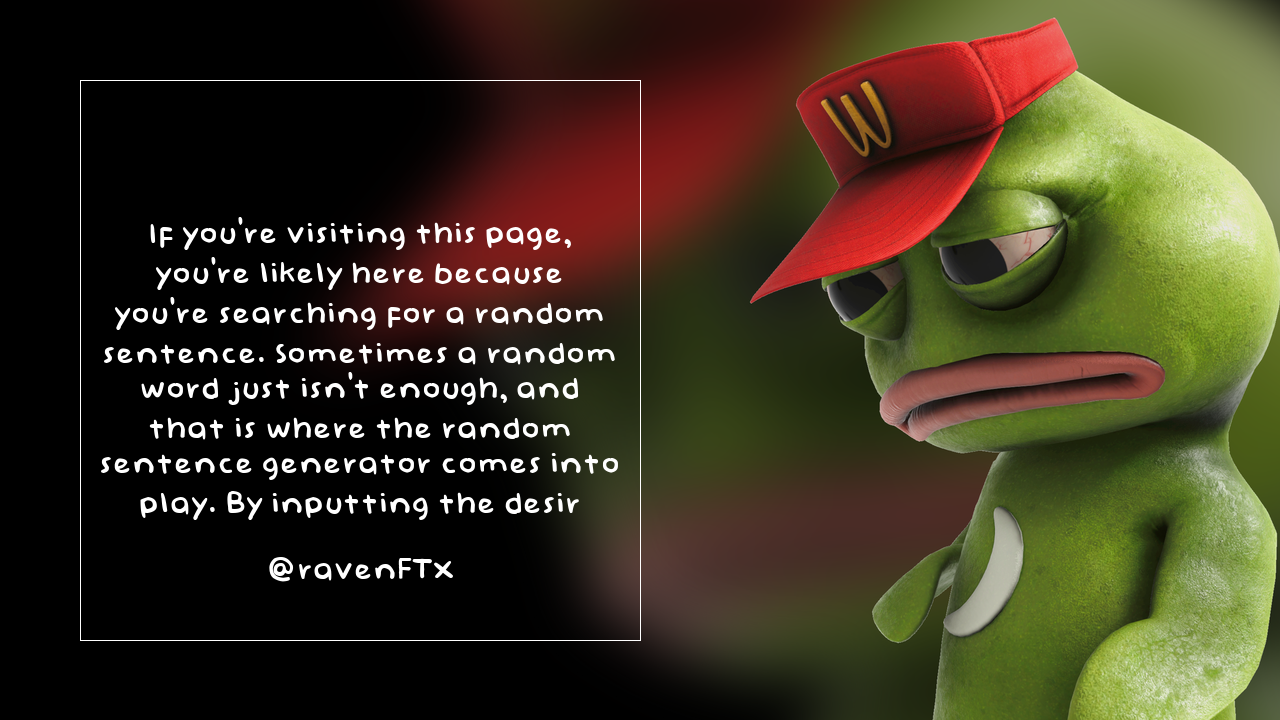 W
If you're visiting this page,
you're likely here because
you're searching for a random
sentence. Sometimes a random
word just isn't enough, and
that is where the random
sentence generator comes into
play. By inputting the desir
@ravenFTx